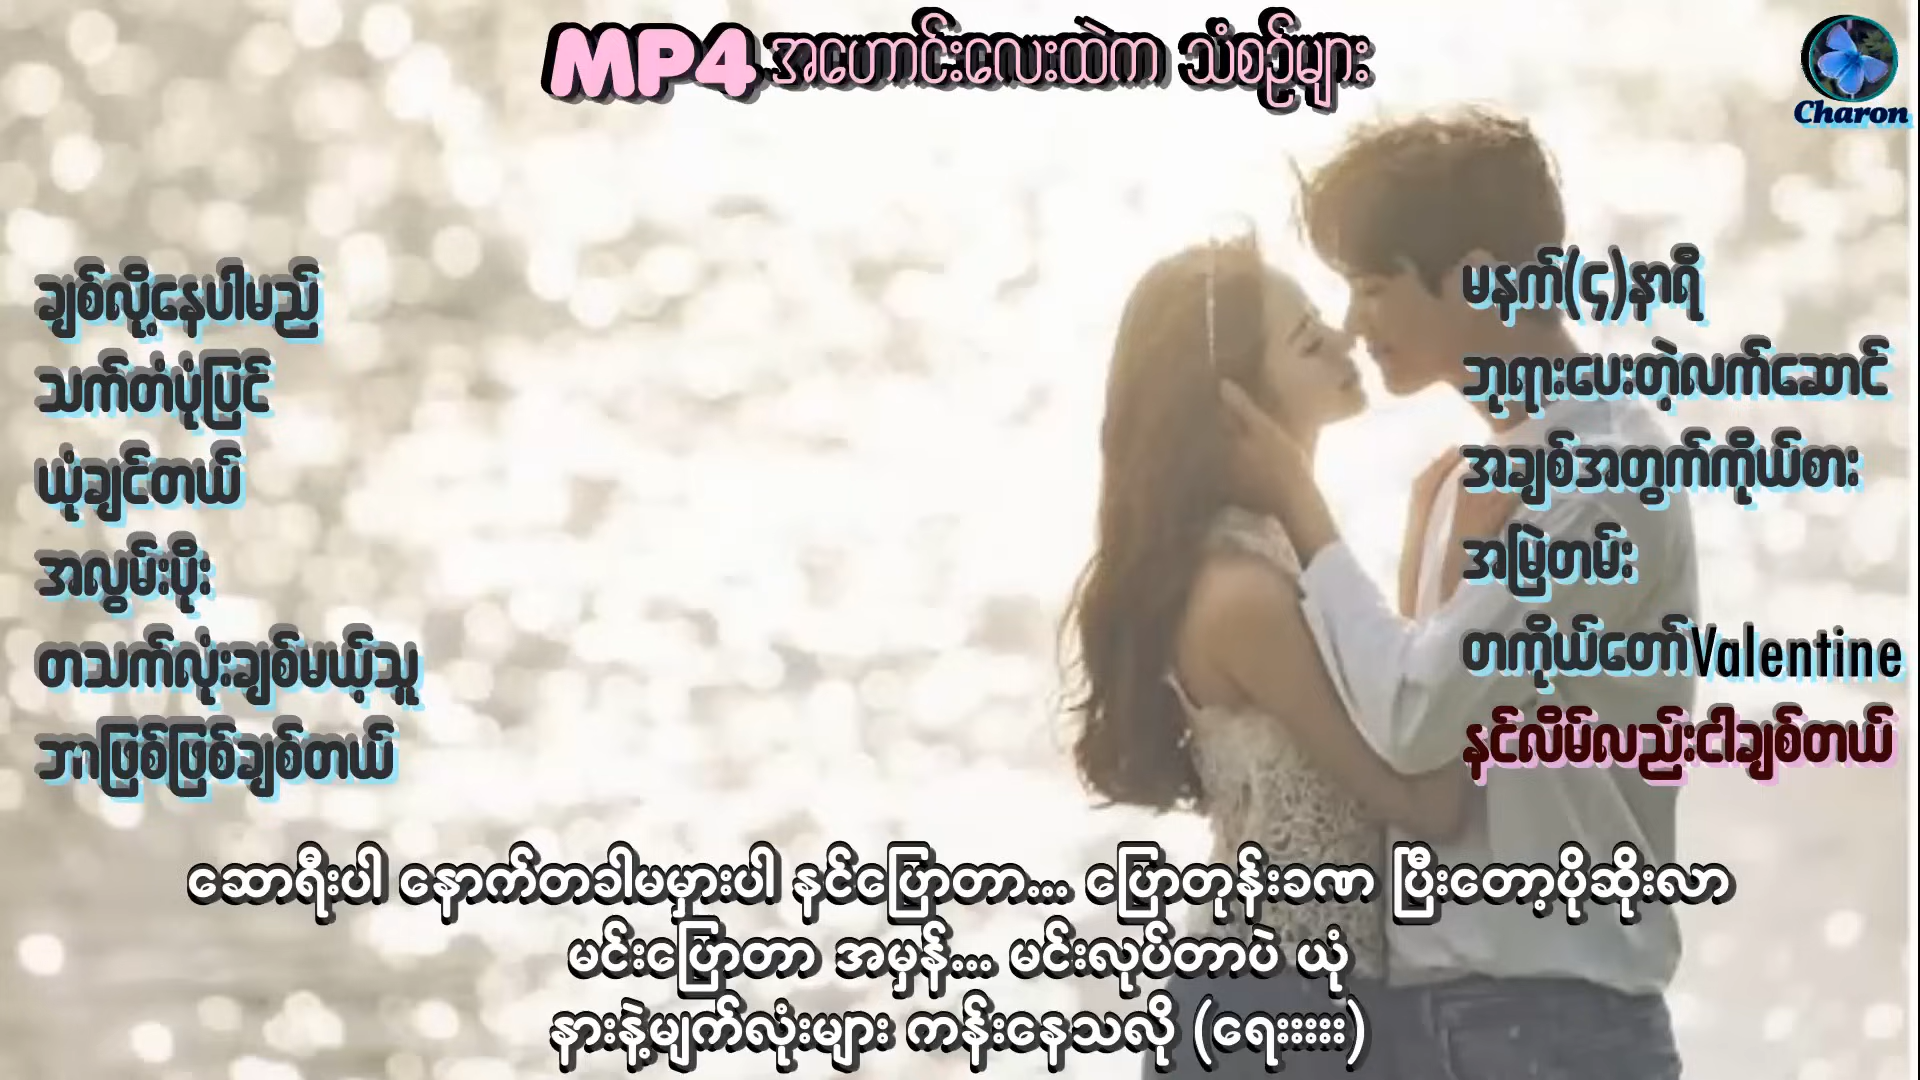 MP4 အဟောင်းလေးထဲက သံစဉ်များ
Charon
ချစ်လို့နေပါမည်
သက်တံပုံပြင်
ယုံချင်တယ်
အလွမ်းပိုး
တသက်လုံးချစ်မယ့်သူ
ဘာဖြစ်ဖြစ်ချစ်တယ်
မနက်(၄)နာရီ
ဘုရားပေးတဲ့လက်ဆောင်
အချစ်အတွက်ကိုယ်စား
အမြဲတမ်း
တကိုယ်တော်Valentine
နင်လိမ်လည်းငါချစ်တယ်
ဆောရီးပါ နောက်တခါမမှားပါ နင်ပြောတာ... ပြောတုန်းခဏ ပြီးတော့ပိုဆိုးလာ
မင်းပြောတာ အမှန်... မင်းလုပ်တာပဲ ယုံ
နားနဲ့မျက်လုံးများ ကန်းနေသလို (ရေးးးးး)